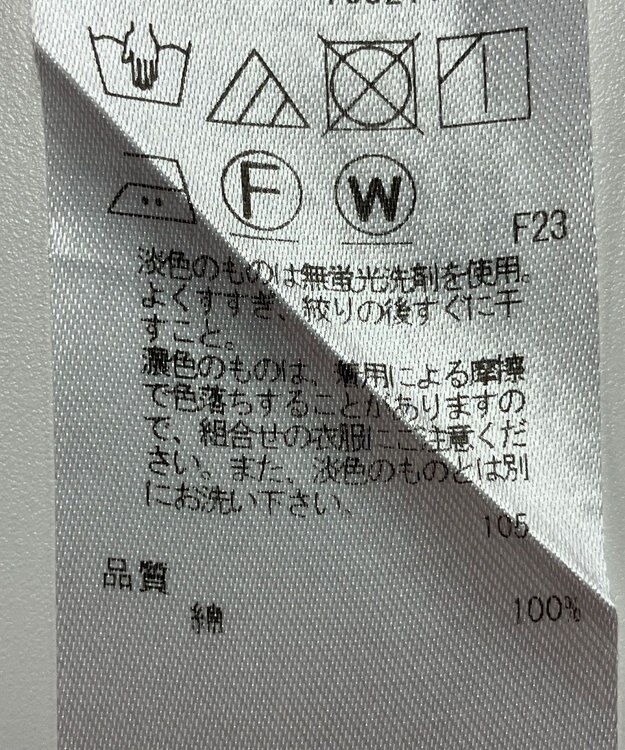 F
W
F23
淡色のものは無蛍光洗剤を使用。
よくすすぎ、絞りの後すぐに干
すこと。
濃色のものは、着用による摩擦
で色落ちすることがありますの
で、組合せの衣服にご注意くだ
さい。また、淡色のものとは別
にお洗い下さい、
105
品質
綿 100%